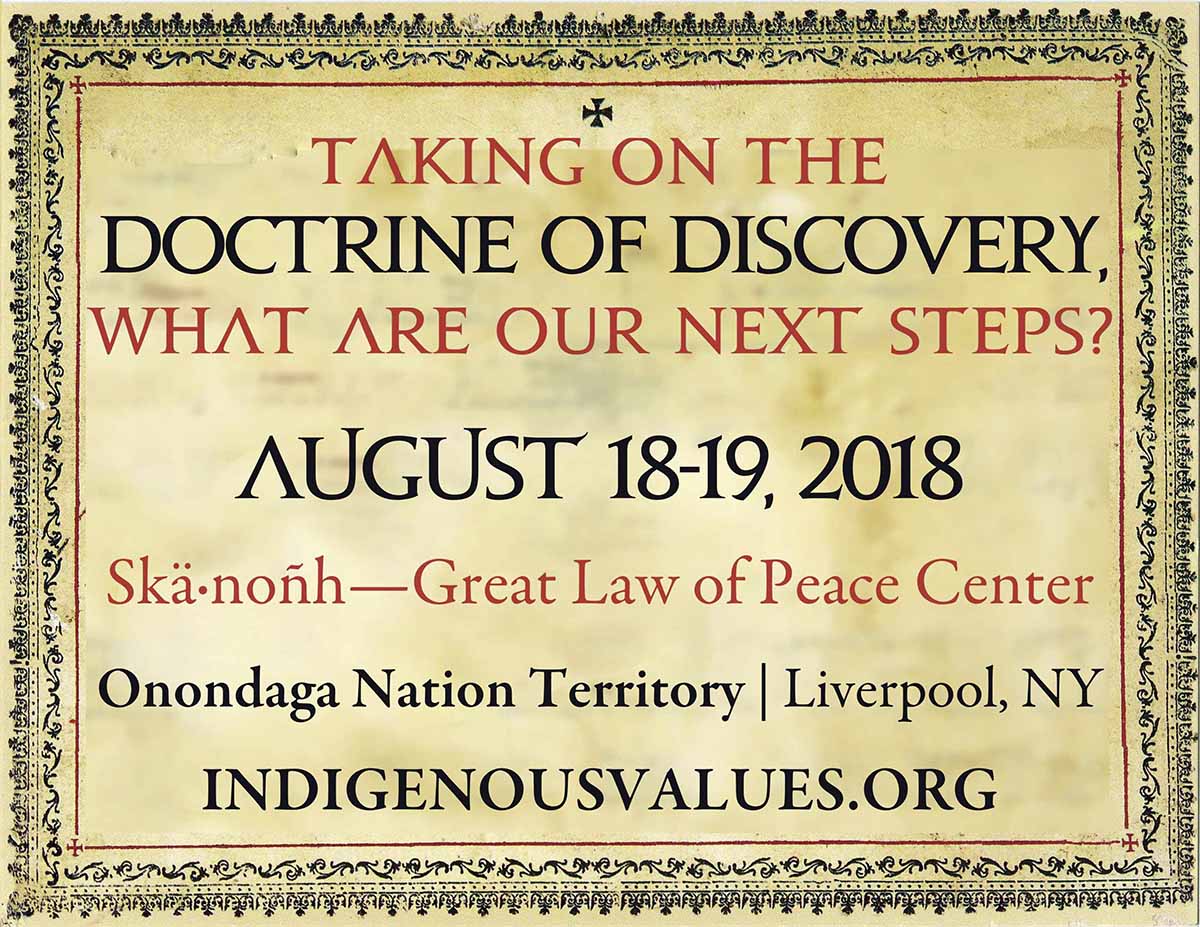 TAKING ON THE
DOCTRINE OF DISCOVERY,
WHAT ARE OUR NEXT STEPS?
AUGUST 18-19, 2018
Skä•noñh—Great Law of Peace Center
Onondaga Nation Territory | Liverpool, NY
INDIGENOUSVALUES.ORG